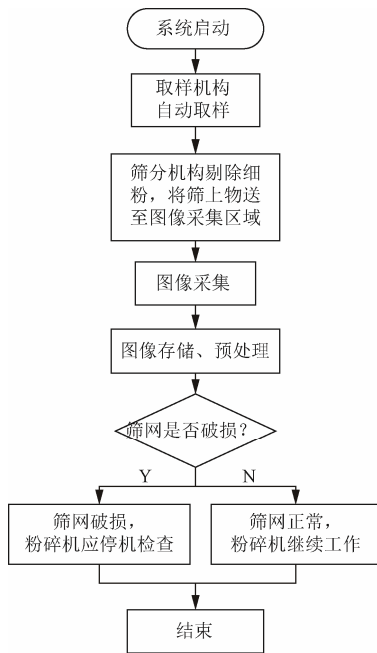 系统启动
取样机构
自动取样
筛分机构剔除细
粉，将筛上物送
至图像采集区域
图像采集
图像存储、预处理
筛网是否破损？
Y
N
筛网破损，
粉碎机应停机检查
筛网正常，
粉碎机继续工作
结束